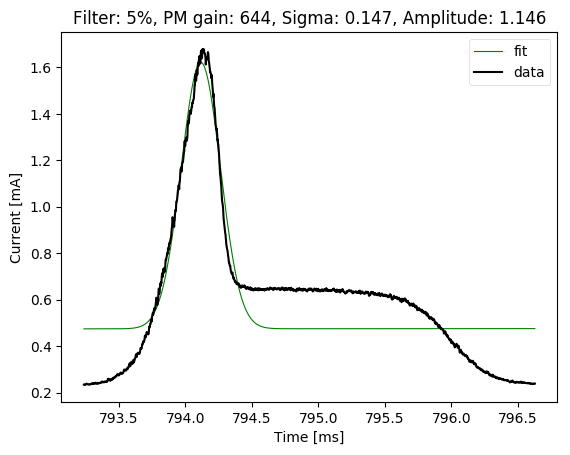 Filter: 5%, PM gain: 644, Sigma: 0.147, Amplitude: 1.146
fit
data
1.6
1.4
1.2
1.0
0.8
0.6
0.4
0.2
Current [mA]
793.5 794.0 794.5 795.0 795.5 796.0 796.5
Time [ms]